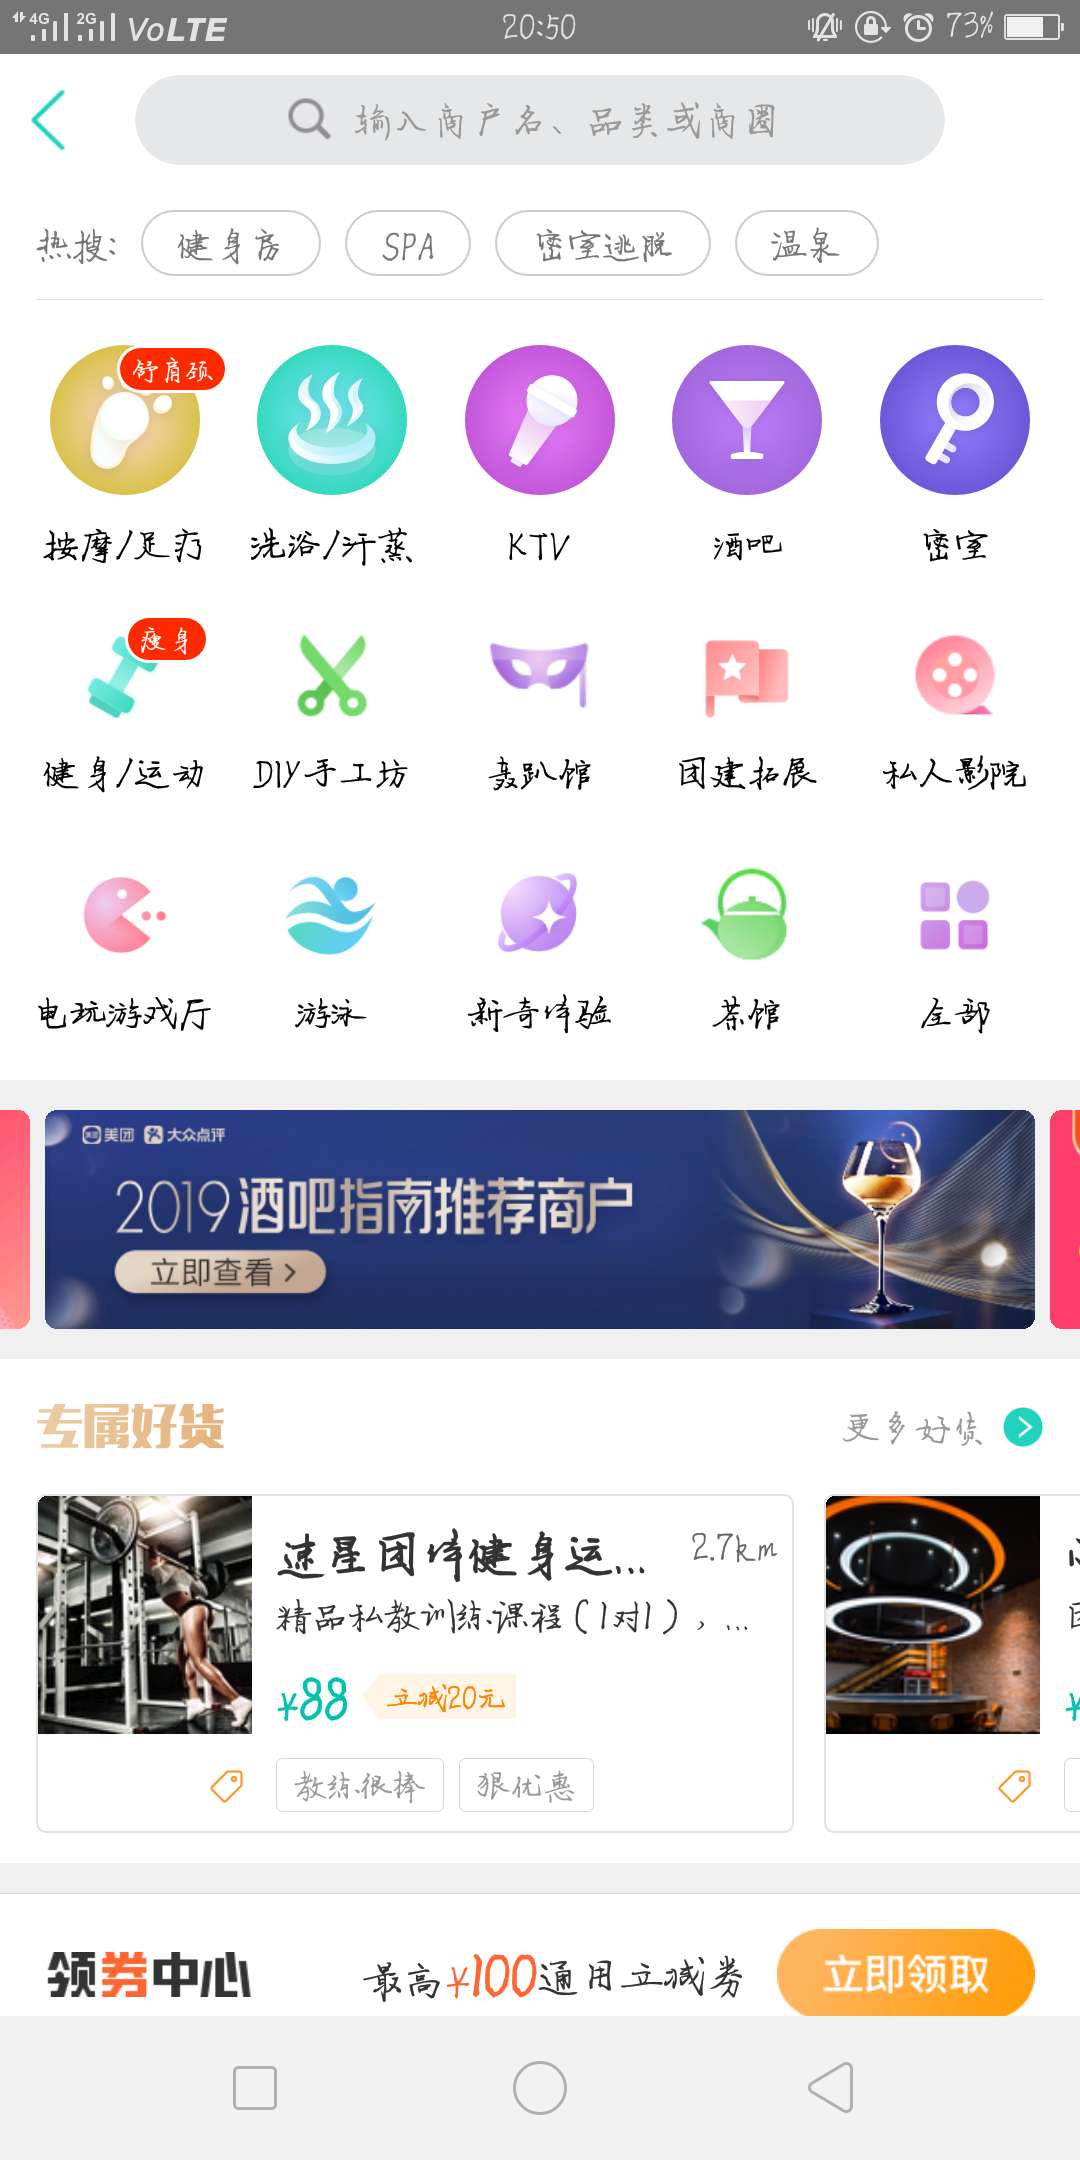 4G 2G VoLTE 20:50 73%
输入商户名、品类或商圈
热搜: 健身房 SPA 密室逃脱 温泉
舒肩颈
按摩/足疗 洗浴/汗蒸 KTV 酒吧 密室
瘦身
健身/运动 DIY手工坊 轰趴馆 团建拓展 私人影院
电玩游戏厅 游泳 新奇体验 茶馆 全部
美团 大众点评
2019酒吧指南推荐商户
立即查看 >
专属好货 更多好货
速星团体健身运... 2.7km
精品私教训练课程(1对1),...
¥88 立减20元
教练很棒 狠优惠
领券中心 最高¥100通用立减券 立即领取